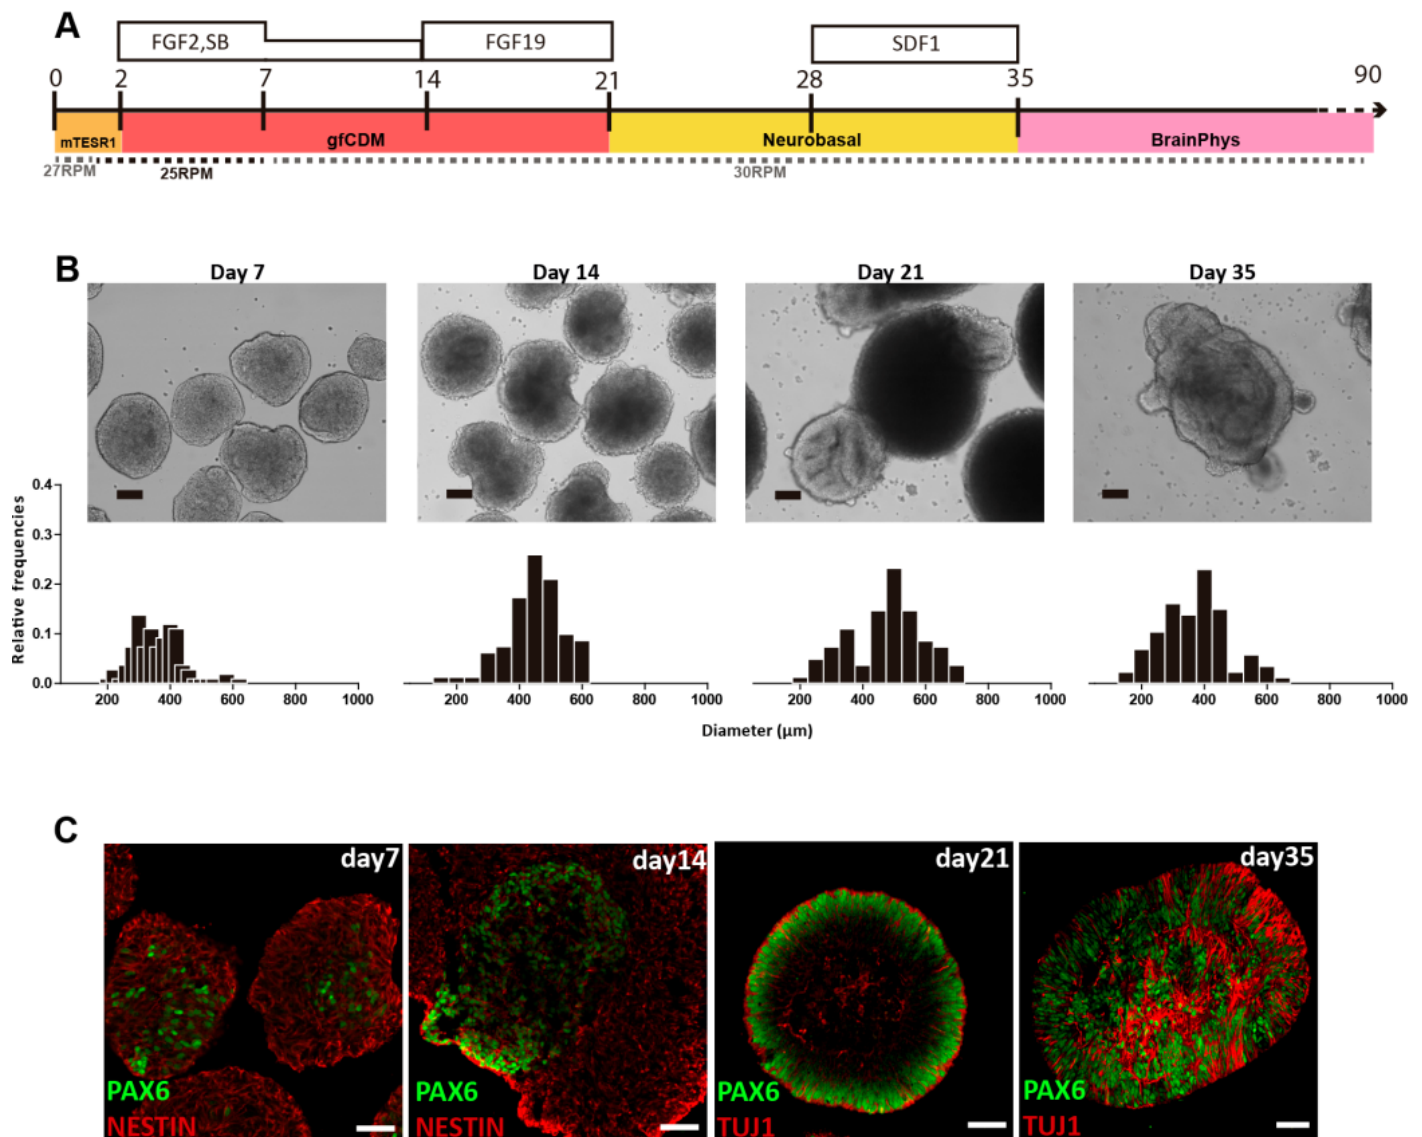 A
FGF2,SB
FGF19
SDF1
0 2 7 14 21 28 35 90
mTESR1 gfCDM Neurobasal BrainPhys
27RPM 25RPM 30RPM
B
Day 7 Day 14 Day 21 Day 35
Relative frequencies
0.4
0.3
0.2
0.1
0.0
200 400 600 800 1000 200 400 600 800 1000 200 400 600 800 1000 200 400 600 800 1000
Diameter (µm)
C
day7 day14 day21 day35
PAX6 PAX6 PAX6 PAX6
NESTIN NESTIN TUJ1 TUJ1